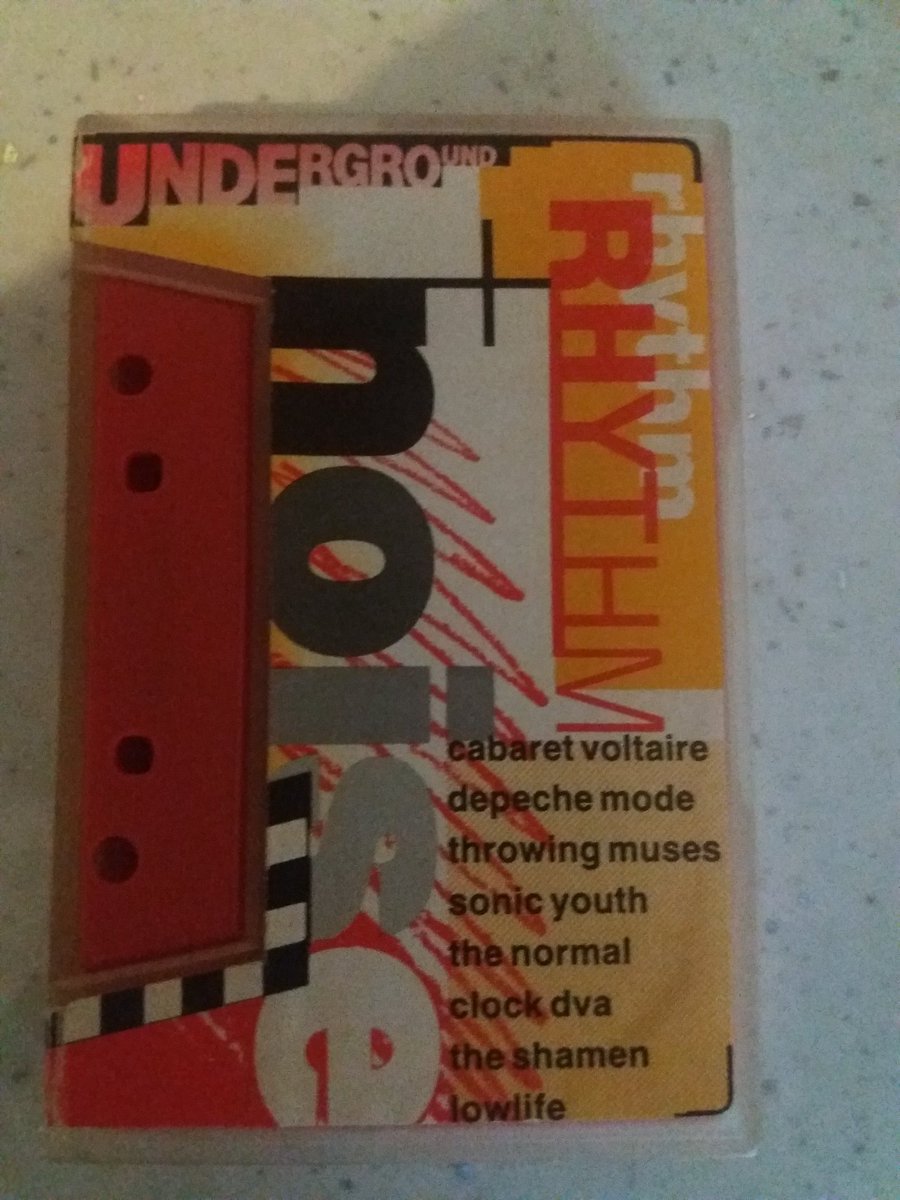 UNDERGROUND
rhythm
RHYTHM
noise
cabaret voltaire
depeche mode
throwing muses
sonic youth
the normal
clock dva
the shamen
lowlife